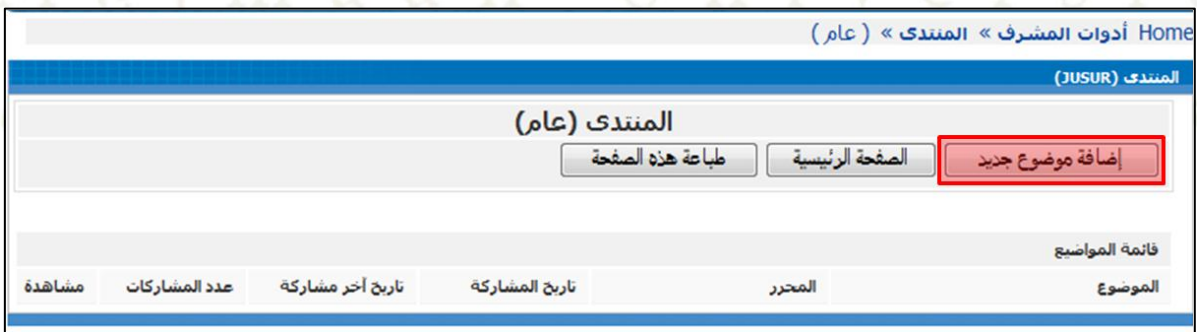 Home أدوات المشرف » المنتدى » ( عام )
المنتدى (JUSUR)
المنتدى (عام)
إضافة موضوع جديد الصفحة الرئيسية طباعة هذه الصفحة
قائمة المواضيع
الموضوع المحرر تاريخ المشاركة تاريخ آخر مشاركة عدد المشاركات مشاهدة